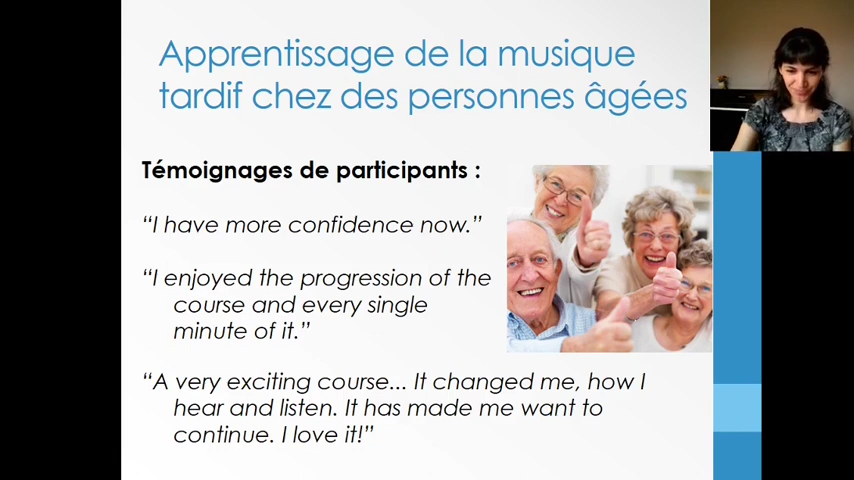 Apprentissage de la musique
tardif chez des personnes âgées
Témoignages de participants :
“I have more confidence now.”
“I enjoyed the progression of the
course and every single
minute of it.”
“A very exciting course... It changed me, how I
hear and listen. It has made me want to
continue. I love it!”